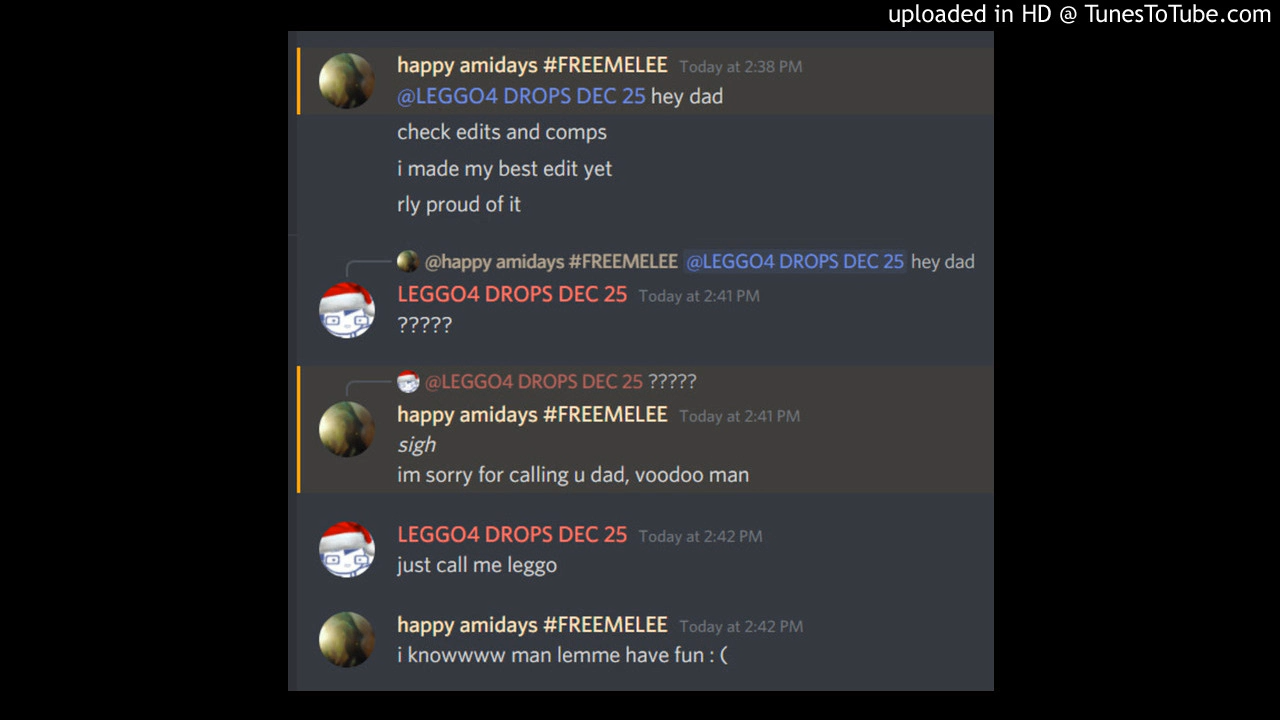 uploaded in HD @ TunesToTube.com
happy amidays #FREEMELEE Today at 2:38 PM
@LEGGO4 DROPS DEC 25 hey dad
check edits and comps
i made my best edit yet
rly proud of it
@happy amidays #FREEMELEE @LEGGO4 DROPS DEC 25 hey dad
LEGGO4 DROPS DEC 25 Today at 2:41 PM
?????
@LEGGO4 DROPS DEC 25 ?????
happy amidays #FREEMELEE Today at 2:41 PM
sigh
im sorry for calling u dad, voodoo man
LEGGO4 DROPS DEC 25 Today at 2:42 PM
just call me leggo
happy amidays #FREEMELEE Today at 2:42 PM
i knowwww man lemme have fun : (